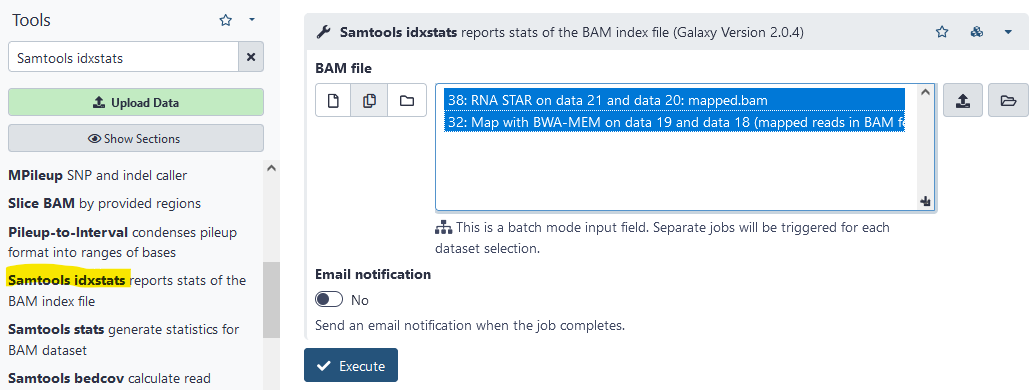 Tools
Samtools idxstats
Upload Data
Show Sections
MPileup SNP and indel caller
Slice BAM by provided regions
Pileup-to-Interval condenses pileup
format into ranges of bases
Samtools idxstats reports stats of the
BAM index file
Samtools stats generate statistics for
BAM dataset
Samtools bedcov calculate read
Samtools idxstats reports stats of the BAM index file (Galaxy Version 2.0.4)
BAM file
38: RNA STAR on data 21 and data 20: mapped.bam
32: Map with BWA-MEM on data 19 and data 18 (mapped reads in BAM fo
This is a batch mode input field. Separate jobs will be triggered for each
dataset selection.
Email notification
No
Send an email notification when the job completes.
Execute